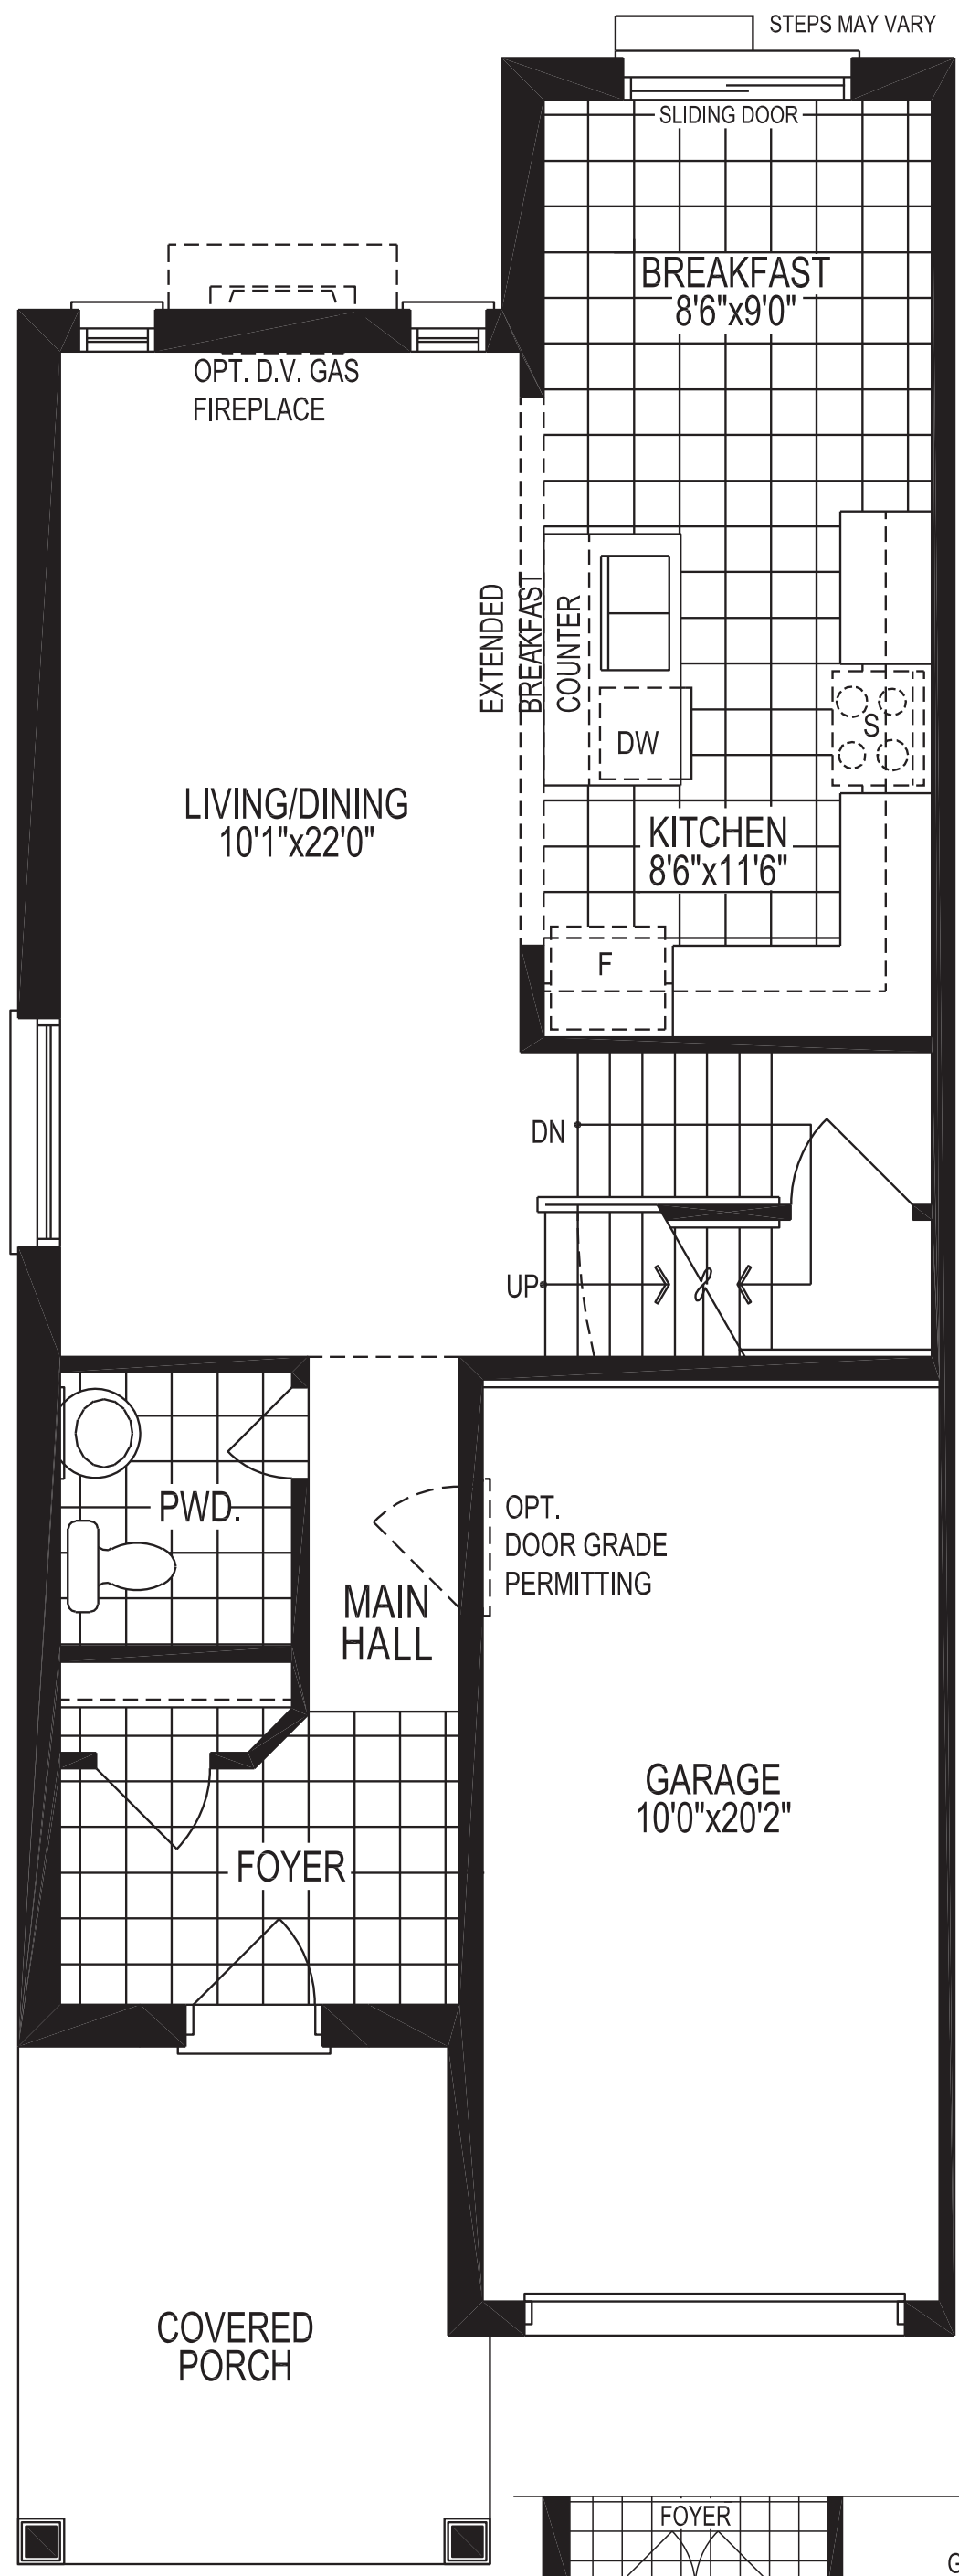 STEPS MAY VARY
SLIDING DOOR
BREAKFAST
8'6"x9'0"
OPT. D.V. GAS
FIREPLACE
EXTENDED
BREAKFAST
COUNTER
DW
S
LIVING/DINING
10'1"x22'0"
KITCHEN
8'6"x11'6"
F
DN
UP
PWD.
OPT.
DOOR GRADE
PERMITTING
MAIN
HALL
GARAGE
10'0"x20'2"
FOYER
COVERED
PORCH
FOYER